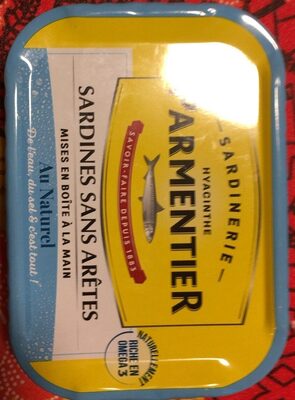 SARDINERIE
HYACINTHE
PARMENTIER
SAVOIR-FAIRE DEPUIS 1883
NATURELLEMENT
RICHE EN
OMEGA 3
SARDINES SANS ARÊTES
MISES EN BOÎTE À LA MAIN
Au Naturel
De l'eau, du sel & c'est tout !